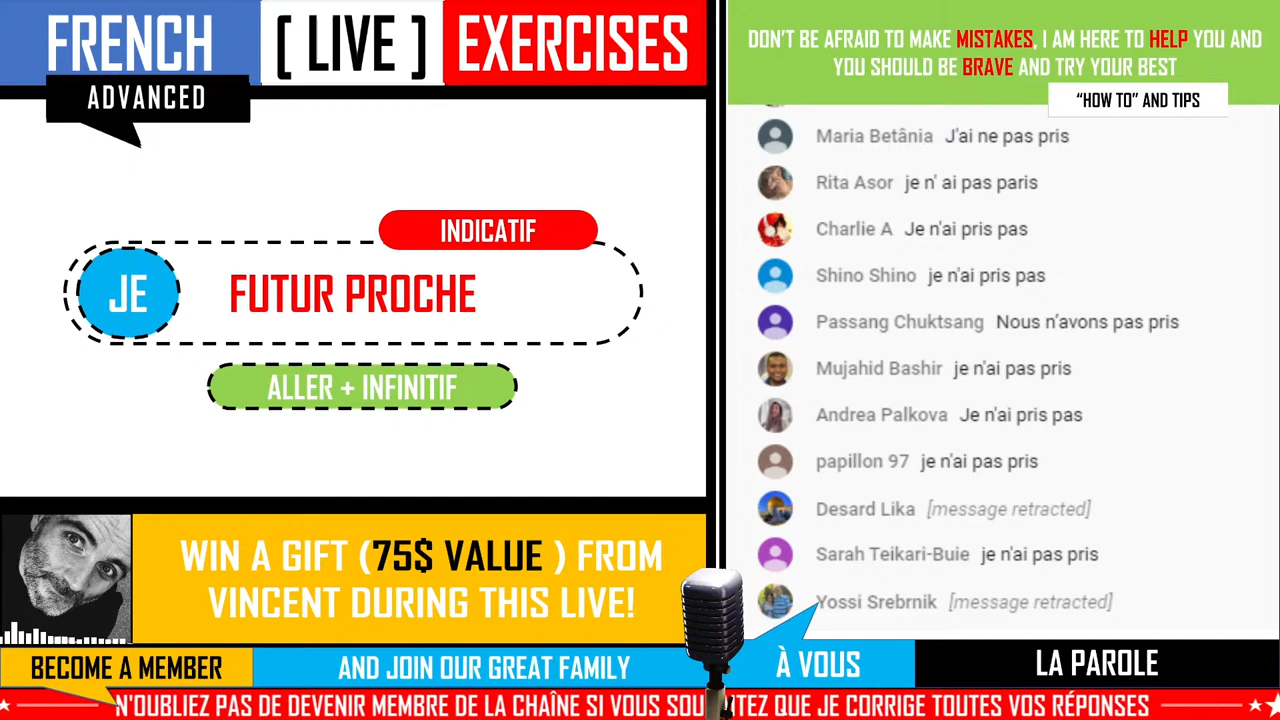 FRENCH [ LIVE ] EXERCISES
ADVANCED
INDICATIF
JE FUTUR PROCHE
ALLER + INFINITIF
WIN A GIFT (75$ VALUE ) FROM
VINCENT DURING THIS LIVE!
BECOME A MEMBER AND JOIN OUR GREAT FAMILY
DON'T BE AFRAID TO MAKE MISTAKES, I AM HERE TO HELP YOU AND
YOU SHOULD BE BRAVE AND TRY YOUR BEST
“HOW TO” AND TIPS
Maria Betânia J'ai ne pas pris
Rita Asor je n' ai pas paris
Charlie A Je n'ai pris pas
Shino Shino je n'ai pris pas
Passang Chuktsang Nous n’avons pas pris
Mujahid Bashir je n'ai pas pris
Andrea Palkova Je n'ai pris pas
papillon 97 je n'ai pas pris
Desard Lika [message retracted]
Sarah Teikari-Buie je n'ai pas pris
Yossi Srebrnik [message retracted]
À VOUS LA PAROLE
N'OUBLIEZ PAS DE DEVENIR MEMBRE DE LA CHAÎNE SI VOUS QUE JE CORRIGE TOUTES VOS RÉPONSES